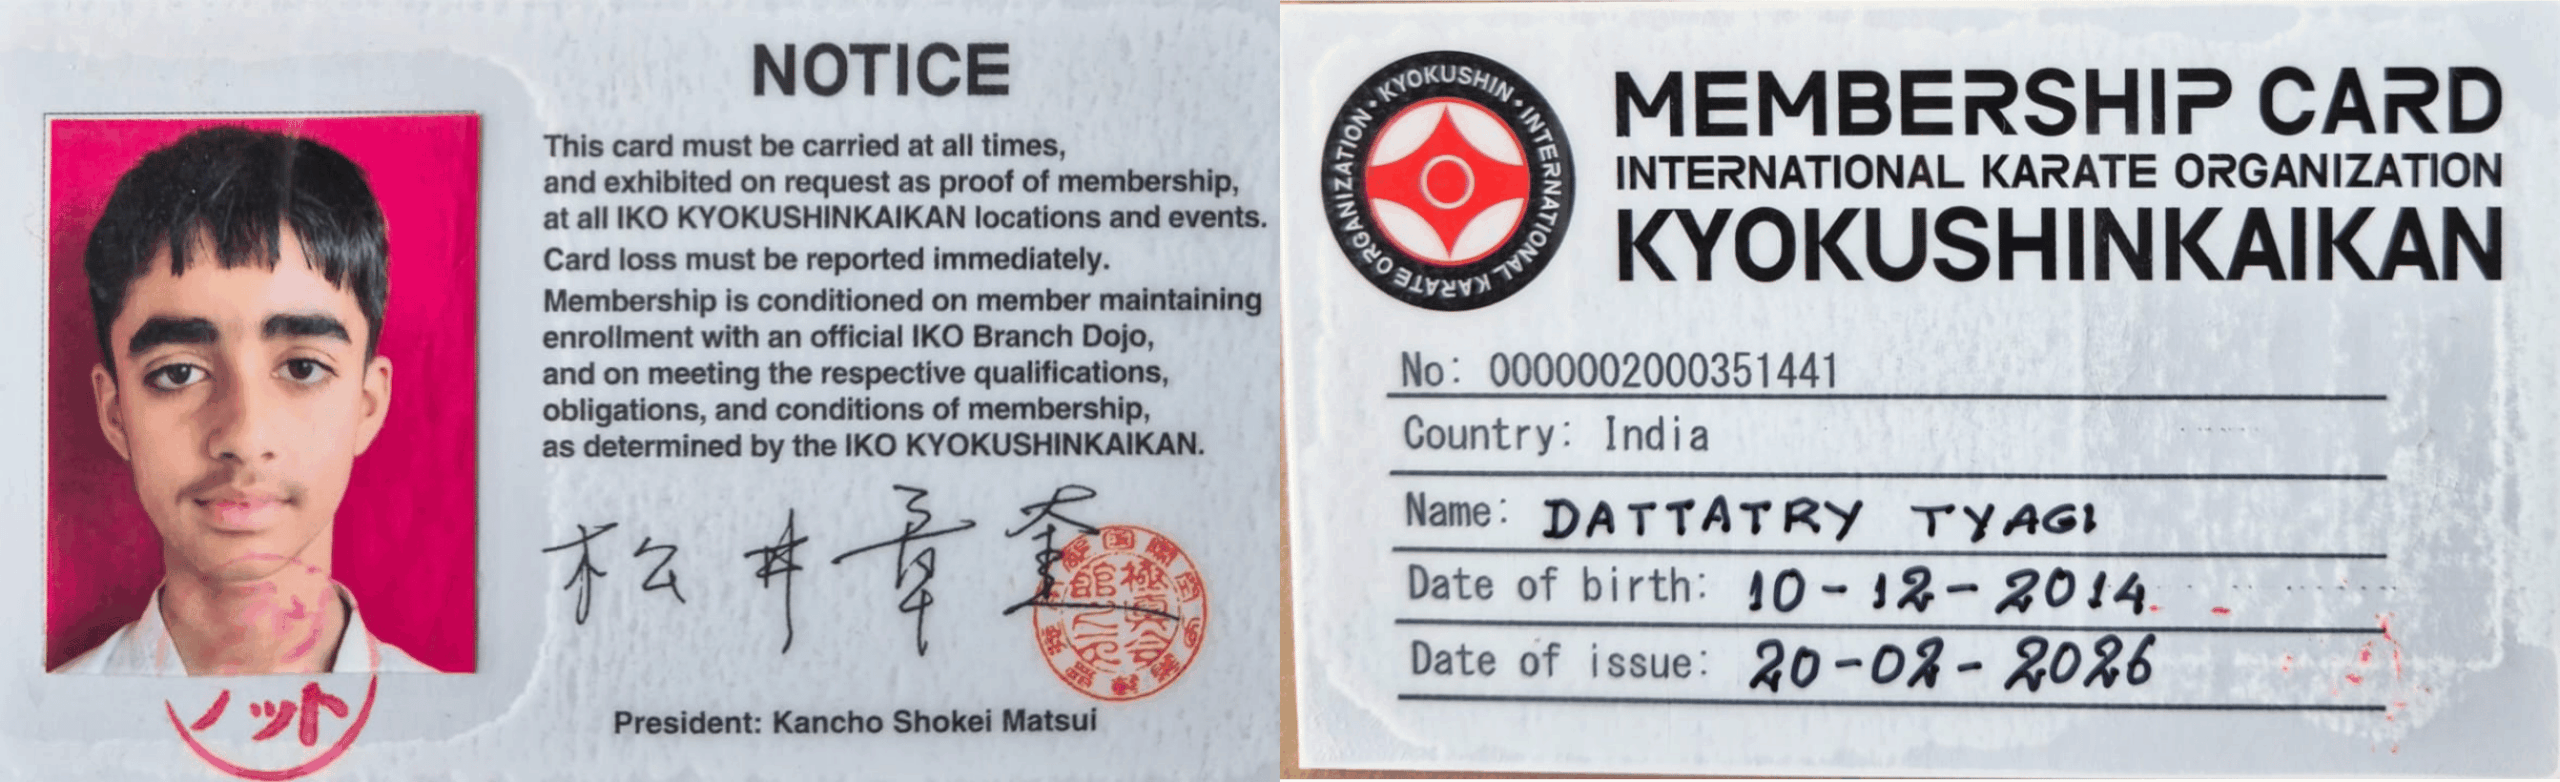 NOTICE
This card must be carried at all times,
and exhibited on request as proof of membership,
at all IKO KYOKUSHINKAIKAN locations and events.
Card loss must be reported immediately.
Membership is conditioned on member maintaining
enrollment with an official IKO Branch Dojo,
and on meeting the respective qualifications,
obligations, and conditions of membership,
as determined by the IKO KYOKUSHINKAIKAN.
松井章奎
President: Kancho Shokei Matsui
ノット
KYOKUSHIN • INTERNATIONAL KARATE ORGANIZATION •
MEMBERSHIP CARD
INTERNATIONAL KARATE ORGANIZATION
KYOKUSHINKAIKAN
No: 0000002000351441
Country: India
Name: DATTATRY TYAGI
Date of birth: 10-12-2014
Date of issue: 20-02-2026